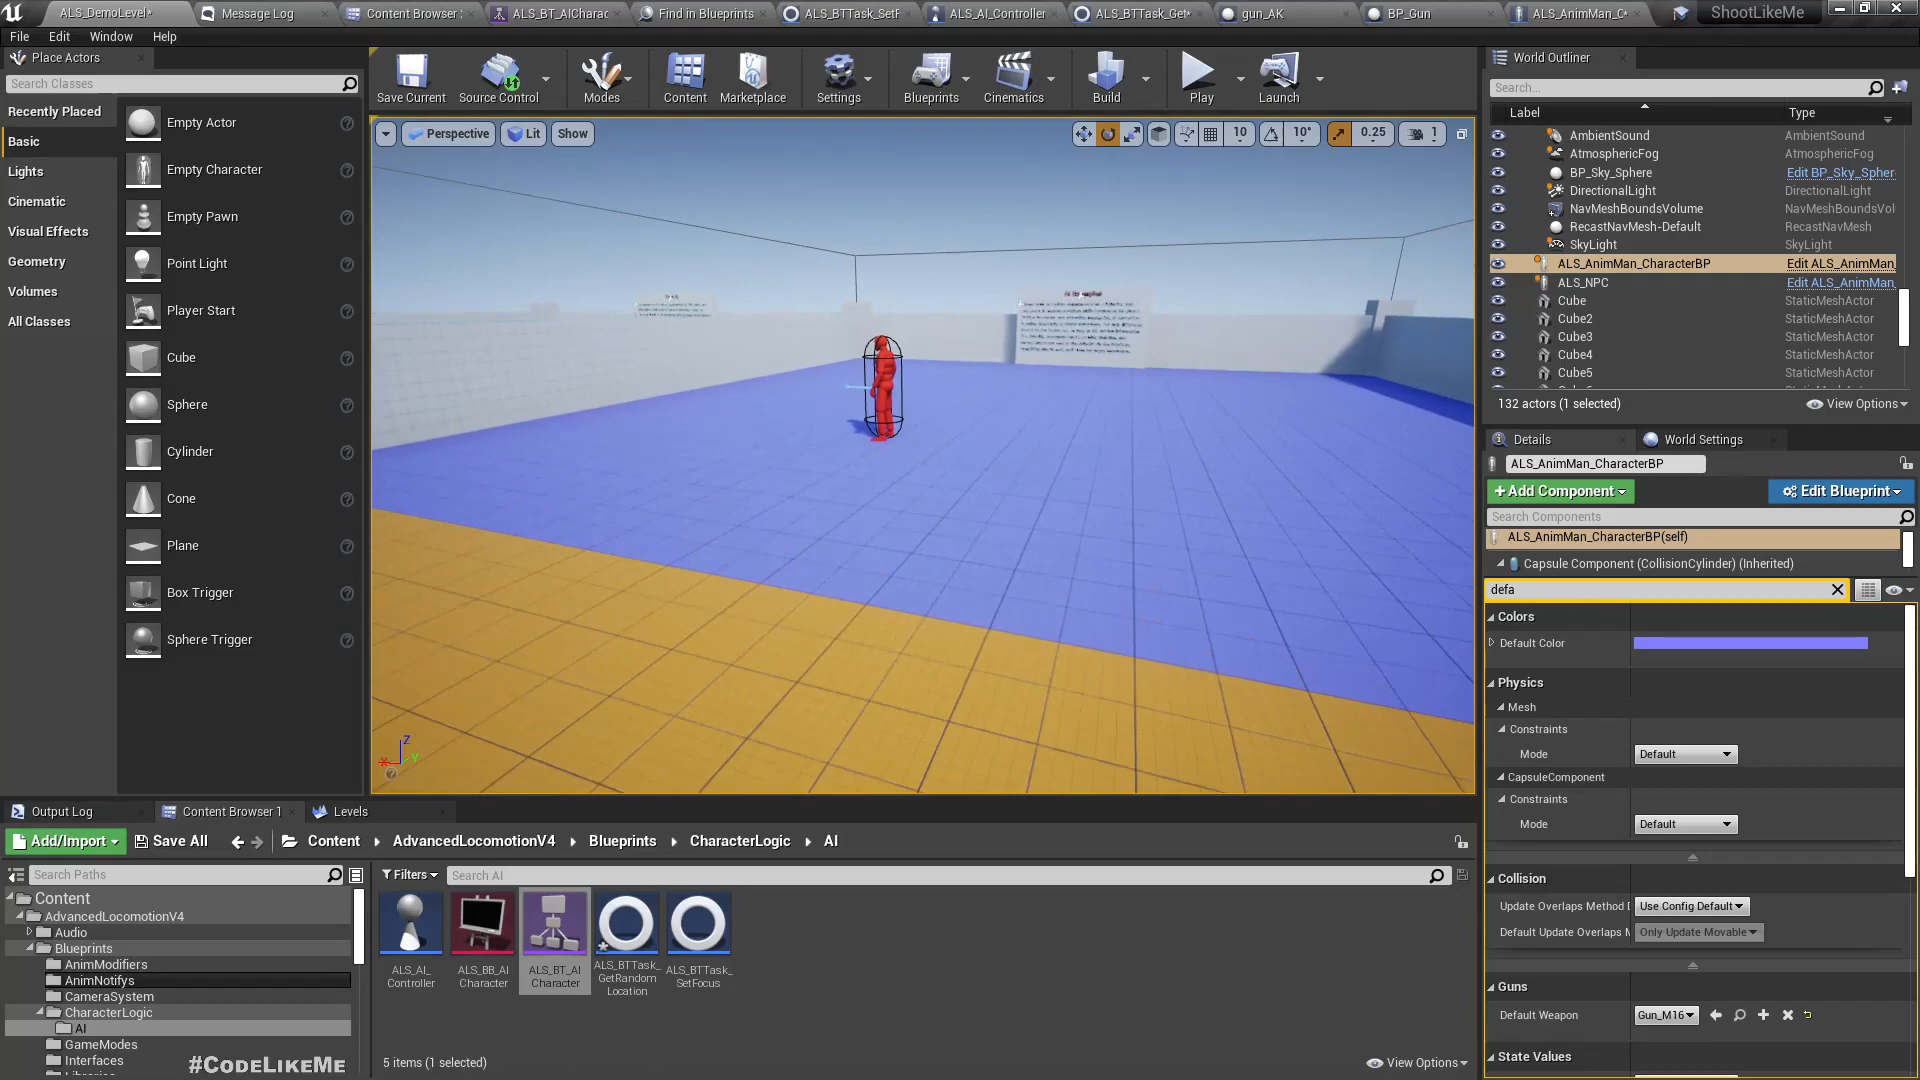 ALS_DemoLevel*
Message Log
Content Browser
ALS_BT_AICharac
Find in Blueprints
ALS_BTTask_SetF
ALS_AI_Controller
ALS_BTTask_Get*
gun_AK
BP_Gun
ALS_AnimMan_C*
ShootLikeMe
File
Edit
Window
Help
Place Actors
Search Classes
Recently Placed
Basic
Lights
Cinematic
Visual Effects
Geometry
Volumes
All Classes
Empty Actor
Empty Character
Empty Pawn
Point Light
Player Start
Cube
Sphere
Cylinder
Cone
Plane
Box Trigger
Sphere Trigger
Save Current
Source Control
Modes
Content
Marketplace
Settings
Blueprints
Cinematics
Build
Play
Launch
Perspective
Lit
Show
10
10°
0.25
1
X
Y
Z
World Outliner
Search...
Label
Type
AmbientSound AmbientSound
AtmosphericFog AtmosphericFog
BP_Sky_Sphere Edit BP_Sky_Spher
DirectionalLight DirectionalLight
NavMeshBoundsVolume NavMeshBoundsVol
RecastNavMesh-Default RecastNavMesh
SkyLight SkyLight
ALS_AnimMan_CharacterBP Edit ALS_AnimMan_
ALS_NPC Edit ALS_AnimMan_
Cube StaticMeshActor
Cube2 StaticMeshActor
Cube3 StaticMeshActor
Cube4 StaticMeshActor
Cube5 StaticMeshActor
132 actors (1 selected)
View Options
Details
World Settings
ALS_AnimMan_CharacterBP
+ Add Component
Edit Blueprint
Search Components
ALS_AnimMan_CharacterBP(self)
Capsule Component (CollisionCylinder) (Inherited)
defa
Colors
Default Color
Physics
Mesh
Constraints
Mode Default
CapsuleComponent
Constraints
Mode Default
Collision
Update Overlaps Method D Use Config Default
Default Update Overlaps M Only Update Movable
Guns
Default Weapon Gun_M16
State Values
Output Log
Content Browser 1
Levels
Add/Import
Save All
Content
AdvancedLocomotionV4
Blueprints
CharacterLogic
AI
Search Paths
Filters
Search AI
Content
AdvancedLocomotionV4
Audio
Blueprints
AnimModifiers
AnimNotifys
CameraSystem
CharacterLogic
AI
GameModes
Interfaces
#CODELIKEME
ALS_AI_
Controller
ALS_BB_AI
Character
ALS_BT_AI
Character
ALS_BTTask_
GetRandom
Location
ALS_BTTask_
SetFocus
5 items (1 selected)
View Options